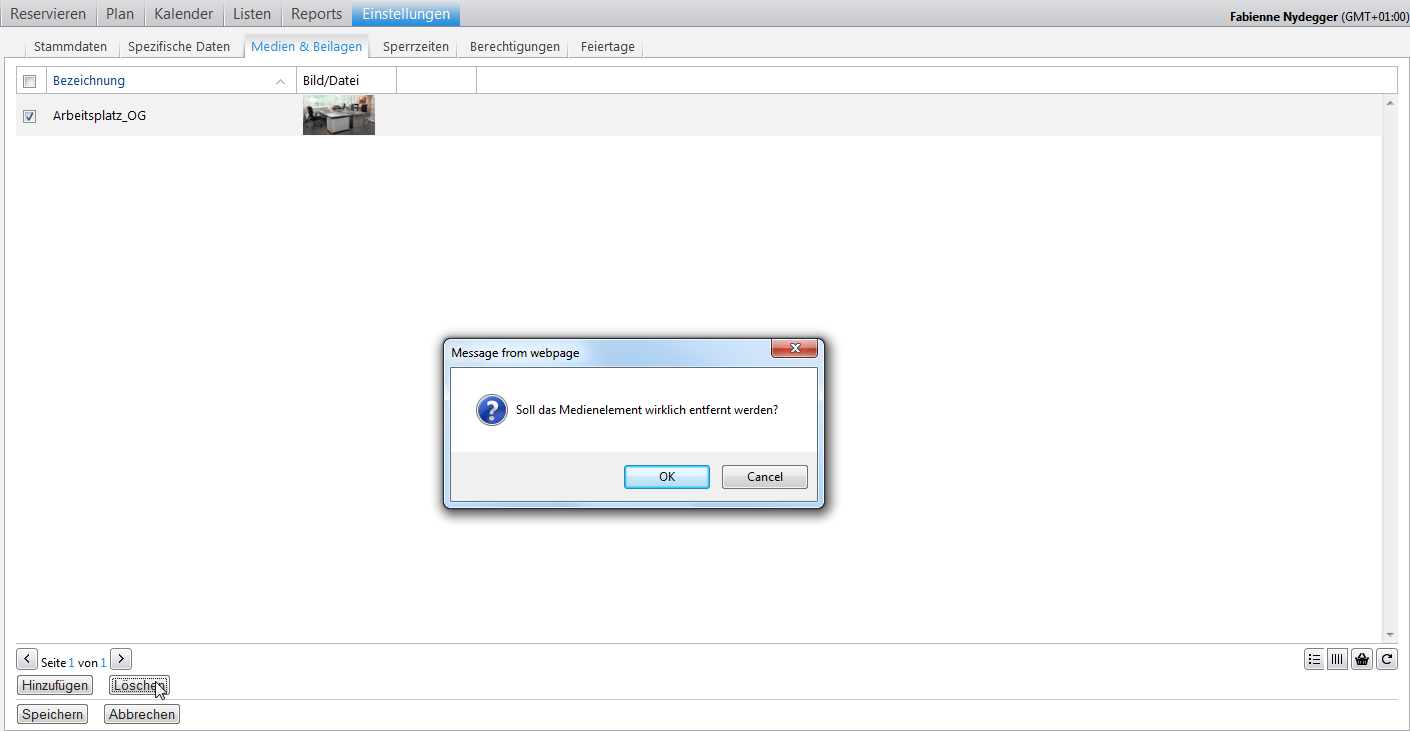 Reservieren Plan Kalender Listen Reports Einstellungen
Fabienne Nydegger (GMT+01:00)
Stammdaten Spezifische Daten Medien & Beilagen Sperrzeiten Berechtigungen Feiertage
Bezeichnung Bild/Datei
Arbeitsplatz_OG
Message from webpage
Soll das Medienelement wirklich entfernt werden?
OK Cancel
Seite 1 von 1
Hinzufügen Löschen
Speichern Abbrechen